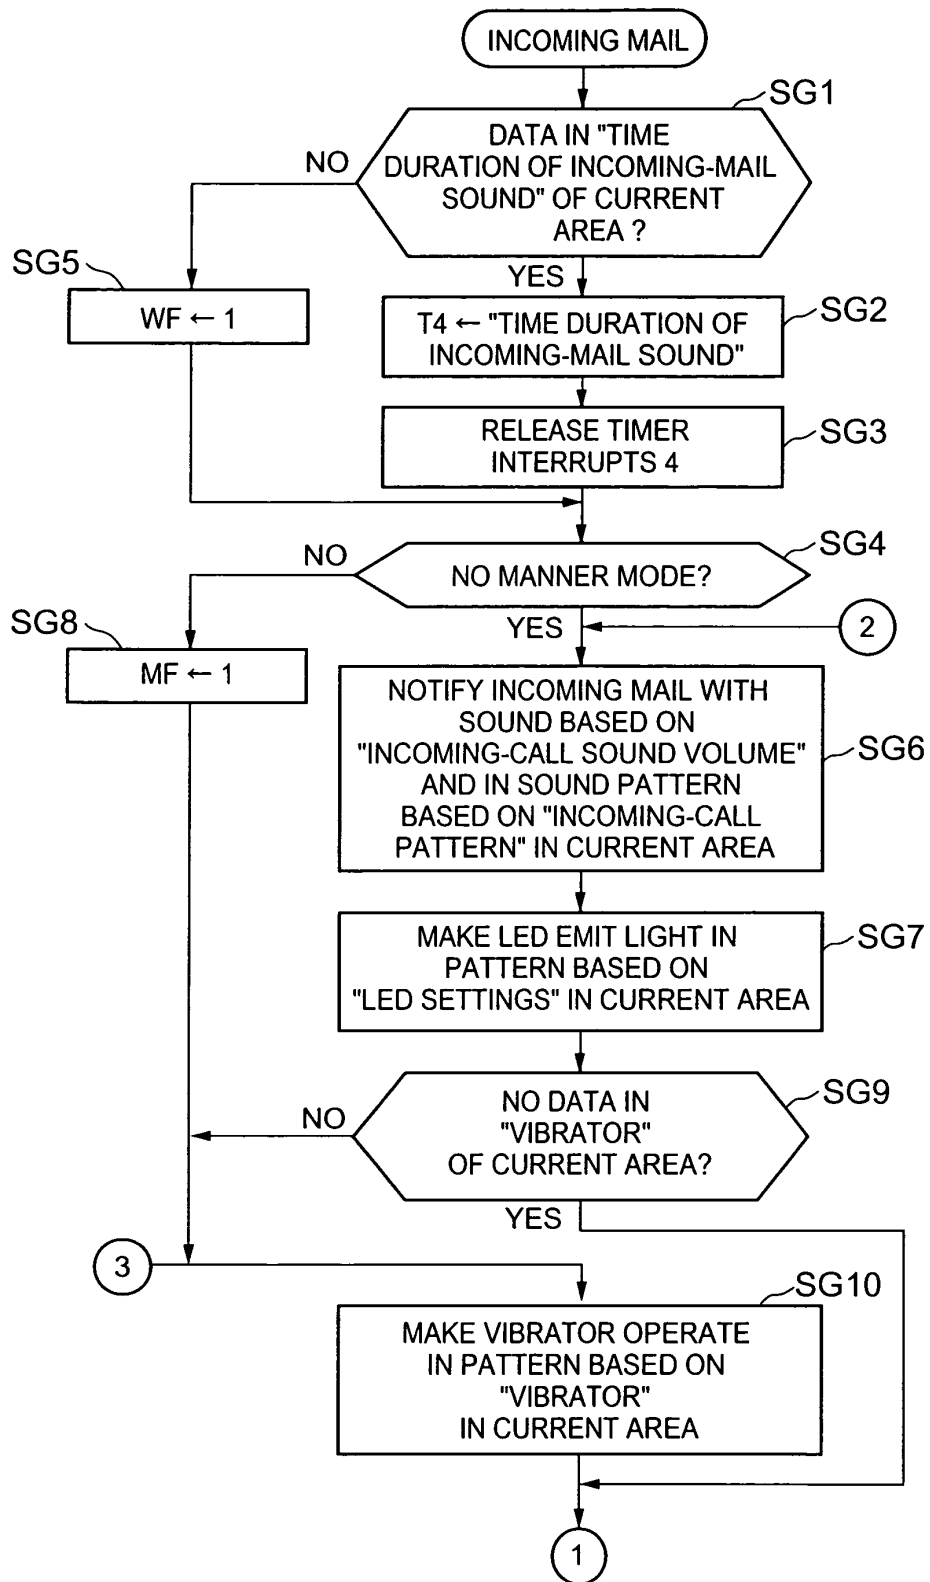 INCOMING MAIL
SG1
DATA IN "TIME
DURATION OF INCOMING-MAIL
SOUND" OF CURRENT
AREA ?
NO
YES
SG5
WF ← 1
T4 ← "TIME DURATION OF
INCOMING-MAIL SOUND"
SG2
RELEASE TIMER
INTERRUPTS 4
SG3
SG4
NO
NO MANNER MODE?
YES
2
SG8
MF ← 1
NOTIFY INCOMING MAIL WITH
SOUND BASED ON
"INCOMING-CALL SOUND VOLUME"
AND IN SOUND PATTERN
BASED ON "INCOMING-CALL
PATTERN" IN CURRENT AREA
SG6
MAKE LED EMIT LIGHT IN
PATTERN BASED ON
"LED SETTINGS" IN CURRENT AREA
SG7
SG9
NO
NO DATA IN
"VIBRATOR"
OF CURRENT AREA?
YES
3
SG10
MAKE VIBRATOR OPERATE
IN PATTERN BASED ON
"VIBRATOR"
IN CURRENT AREA
1